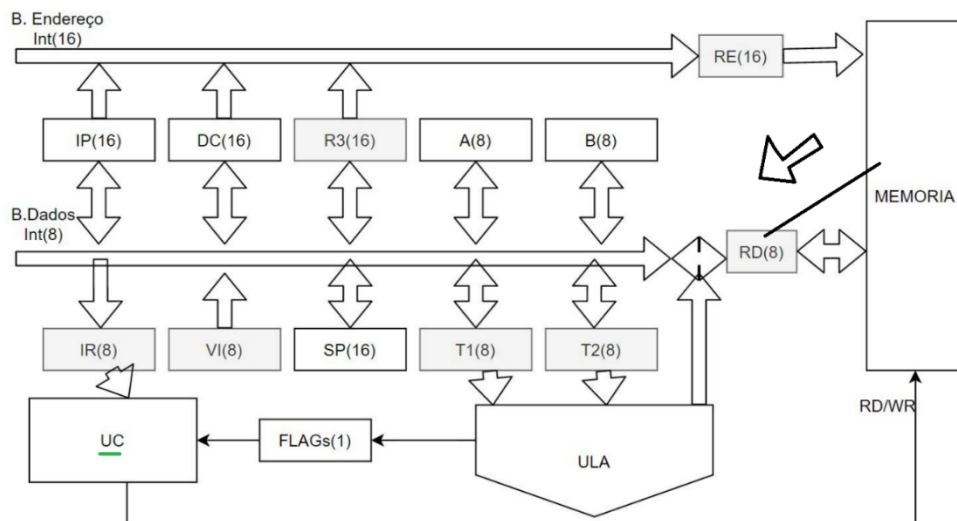 B. Endereço
Int(16)
RE(16)
IP(16)
DC(16)
R3(16)
A(8)
B(8)
MEMORIA
B.Dados
Int(8)
RD(8)
IR(8)
VI(8)
SP(16)
T1(8)
T2(8)
RD/WR
UC
FLAGs(1)
ULA